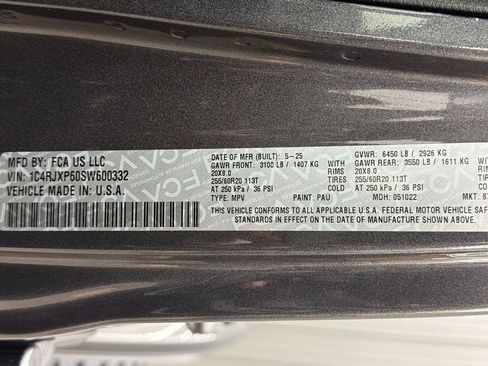 MFD BY: FCA US LLC
VIN: 1C4RJXP60SW600332
VEHICLE MADE IN U.S.A.
DATE OF MFR (BUILT): 5-25 GVWR: 6450 LB / 2926 KG
GAWR FRONT: 3100 LB / 1407 KG GAWR REAR: 3550 LB / 1611 KG
20X8.0 RIMS 20X8.0
255/60R20 113T TIRES 255/60R20 113T
AT 250 kPa / 36 PSI AT 250 kPa / 36 PSI
TYPE: MPV PAINT: PAU MDH: 051022 MKT:
THIS VEHICLE CONFORMS TO ALL APPLICABLE U.S.A. FEDERAL MOTOR VEHICLE
STANDARDS IN EFFECT ON THE DATE OF MANUFACTURE SHOWN ABOVE.